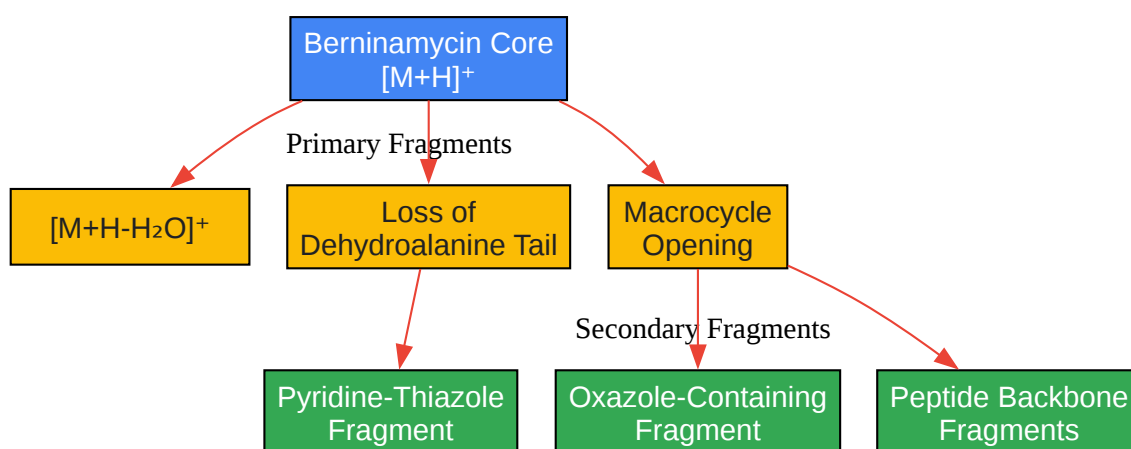 Berninamycin Core
[M+H]⁺
Primary Fragments
[M+H-H₂O]⁺
Loss of
Dehydroalanine Tail
Macrocycle
Opening
Secondary Fragments
Pyridine-Thiazole
Fragment
Oxazole-Containing
Fragment
Peptide Backbone
Fragments